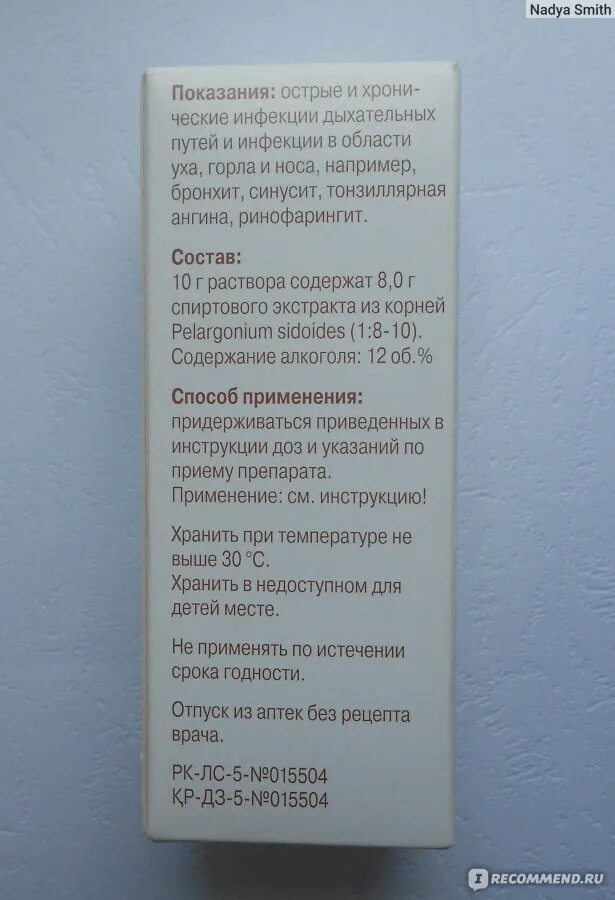 Nadya Smith
Показания: острые и хрони-
ческие инфекции дыхательных
путей и инфекции в области
уха, горла и носа, например,
бронхит, синусит, тонзиллярная
ангина, ринофарингит.
Состав:
10 г раствора содержат 8,0 г
спиртового экстракта из корней
Pelargonium sidoides (1:8-10).
Содержание алкоголя: 12 об.%
Способ применения:
придерживаться приведенных в
инструкции доз и указаний по
приему препарата.
Применение: см. инструкцию!
Хранить при температуре не
выше 30 °C.
Хранить в недоступном для
детей месте.
Не применять по истечении
срока годности.
Отпуск из аптек без рецепта
врача.
РК-ЛС-5-№015504
ҚР-ДЗ-5-№015504
IRECOMMEND.RU